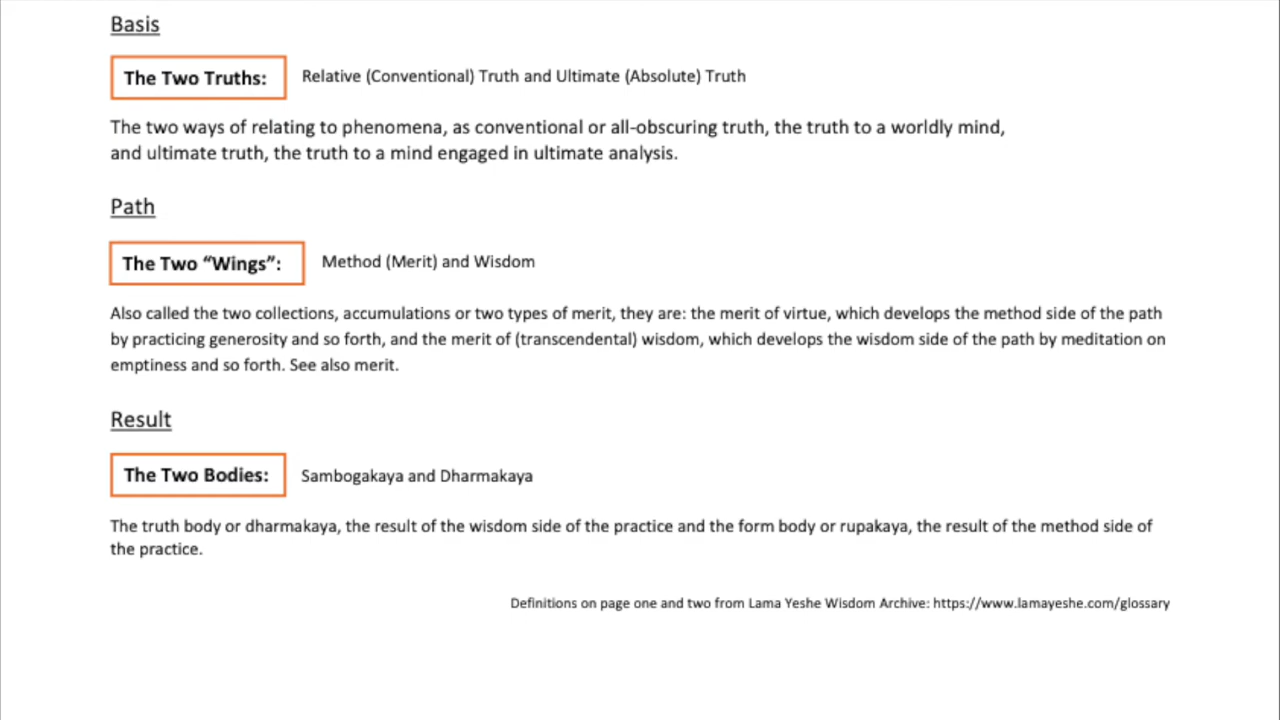 Basis
The Two Truths: Relative (Conventional) Truth and Ultimate (Absolute) Truth
The two ways of relating to phenomena, as conventional or all-obscuring truth, the truth to a worldly mind,
and ultimate truth, the truth to a mind engaged in ultimate analysis.
Path
The Two “Wings”: Method (Merit) and Wisdom
Also called the two collections, accumulations or two types of merit, they are: the merit of virtue, which develops the method side of the path
by practicing generosity and so forth, and the merit of (transcendental) wisdom, which develops the wisdom side of the path by meditation on
emptiness and so forth. See also merit.
Result
The Two Bodies: Sambogakaya and Dharmakaya
The truth body or dharmakaya, the result of the wisdom side of the practice and the form body or rupakaya, the result of the method side of
the practice.
Definitions on page one and two from Lama Yeshe Wisdom Archive: https://www.lamayeshe.com/glossary